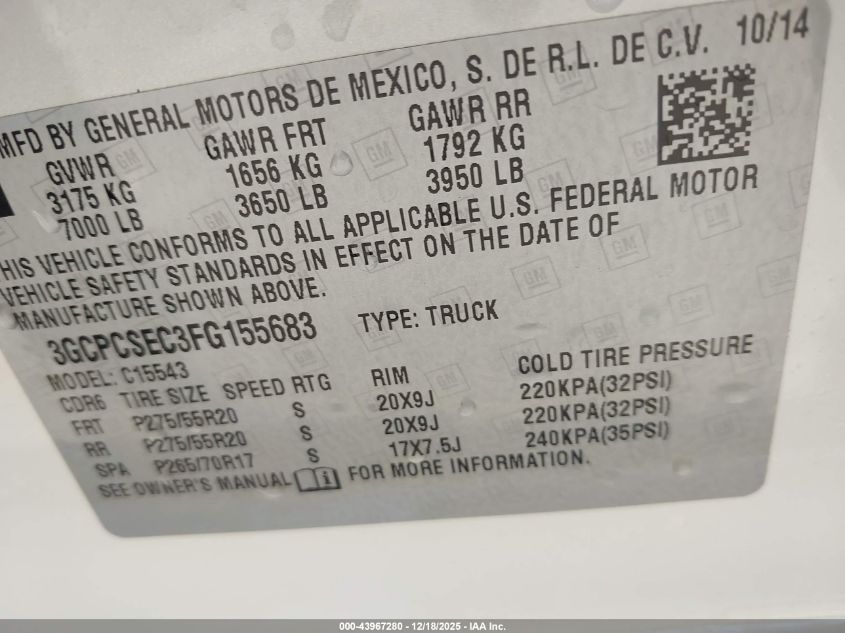 MFD BY GENERAL MOTORS DE MEXICO, S. DE R.L. DE C.V. 10/14
GVWR GAWR FRT GAWR RR
3175 KG 1656 KG 1792 KG
7000 LB 3650 LB 3950 LB
HIS VEHICLE CONFORMS TO ALL APPLICABLE U.S. FEDERAL MOTOR
VEHICLE SAFETY STANDARDS IN EFFECT ON THE DATE OF
MANUFACTURE SHOWN ABOVE.
3GCPCSEC3FG155683 TYPE: TRUCK
MODEL: C15543
CDR6 TIRE SIZE SPEED RTG RIM COLD TIRE PRESSURE
FRT P275/55R20 S 20X9J 220KPA(32PSI)
RR P275/55R20 S 20X9J 220KPA(32PSI)
SPA P265/70R17 S 17X7.5J 240KPA(35PSI)
SEE OWNER'S MANUAL i FOR MORE INFORMATION.
000-43967280 - 12/18/2025 - IAA Inc.